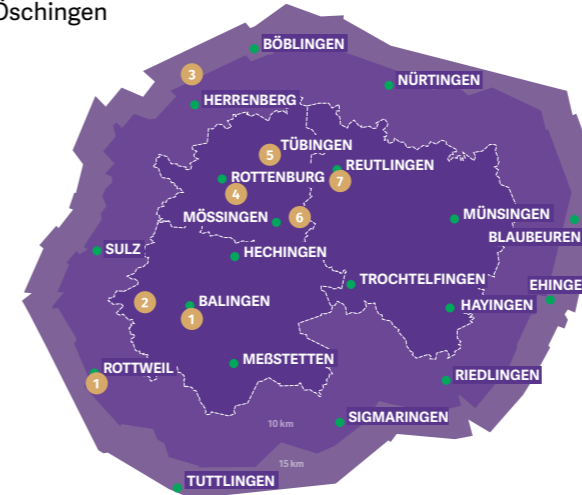 Öschingen
BÖBLINGEN
3
NÜRTINGEN
HERRENBERG
TÜBINGEN
5
REUTLINGEN
ROTTENBURG
7
4
MÖSSINGEN
6
MÜNSINGEN
BLAUBEUREN
SULZ
HECHINGEN
TROCHTELFINGEN
EHINGE
2
BALINGEN
HAYINGEN
1
MEßSTETTEN
ROTTWEIL
1
RIEDLINGEN
SIGMARINGEN
10 km
15 km
TUTTLINGEN